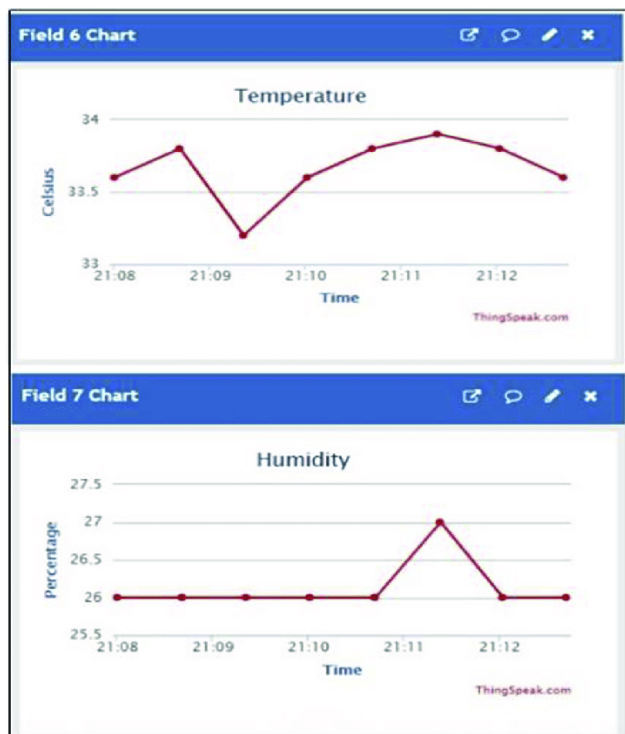 Field 6 Chart
Temperature
34
33.5
33
Celsius
21:08 21:09 21:10 21:11 21:12
Time
ThingSpeak.com
Field 7 Chart
Humidity
27.5
27
26.5
26
25.5
Percentage
21:08 21:09 21:10 21:11 21:12
Time
ThingSpeak.com